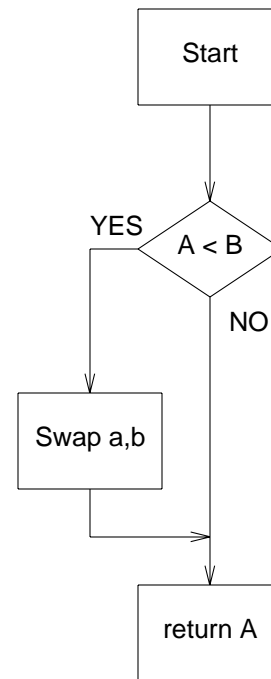 Start
A < B
YES
NO
Swap a,b
return A